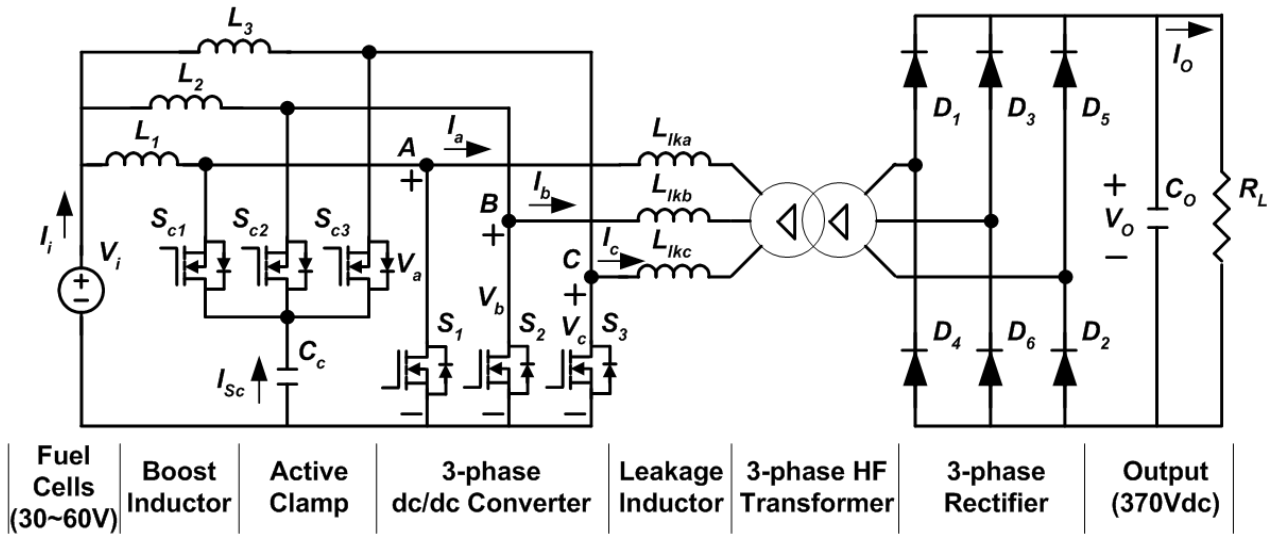 L3
L2
L1
Ii
Vi
Sc1
Sc2
Sc3
Va
ISc
Cc
A
Ia
B
Ib
C
Ic
+
+
+
Vb
Vc
S1
S2
S3
−
−
−
Llka
Llkb
Llkc
D1
D3
D5
D4
D6
D2
IO
+
VO
−
CO
RL
Fuel Cells (30~60V)
Boost Inductor
Active Clamp
3-phase dc/dc Converter
Leakage Inductor
3-phase HF Transformer
3-phase Rectifier
Output (370Vdc)